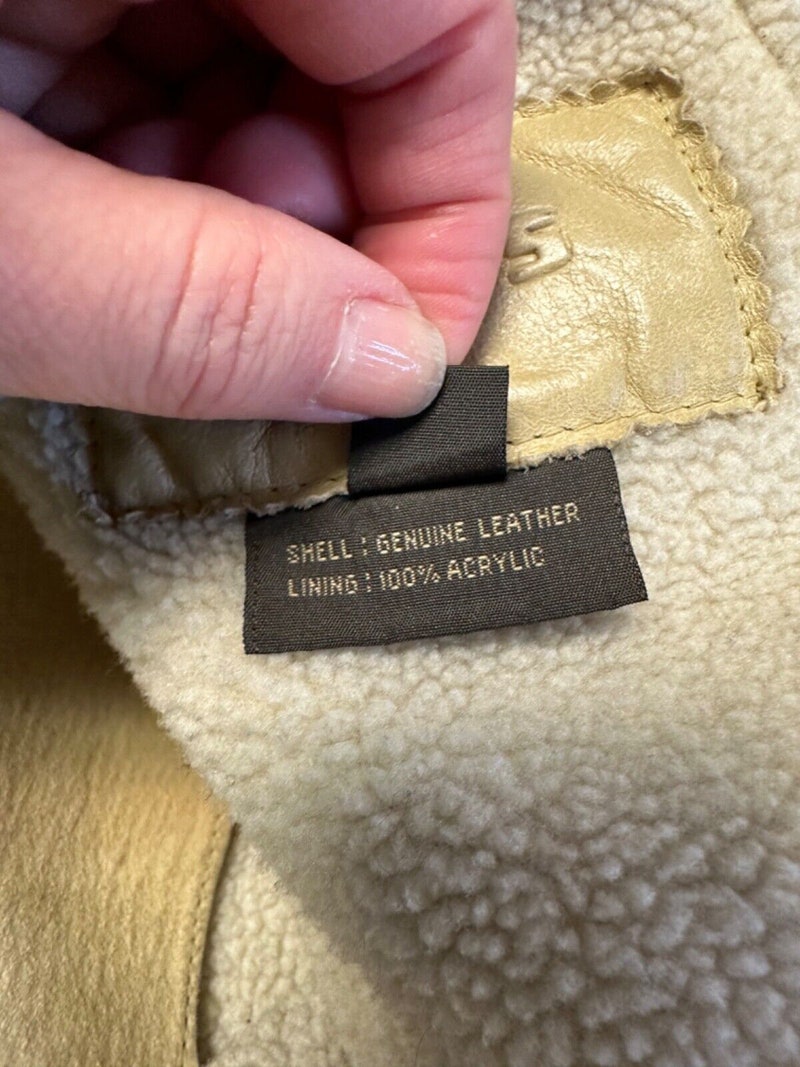 S
SHELL : GENUINE LEATHER
LINING : 100% ACRYLIC